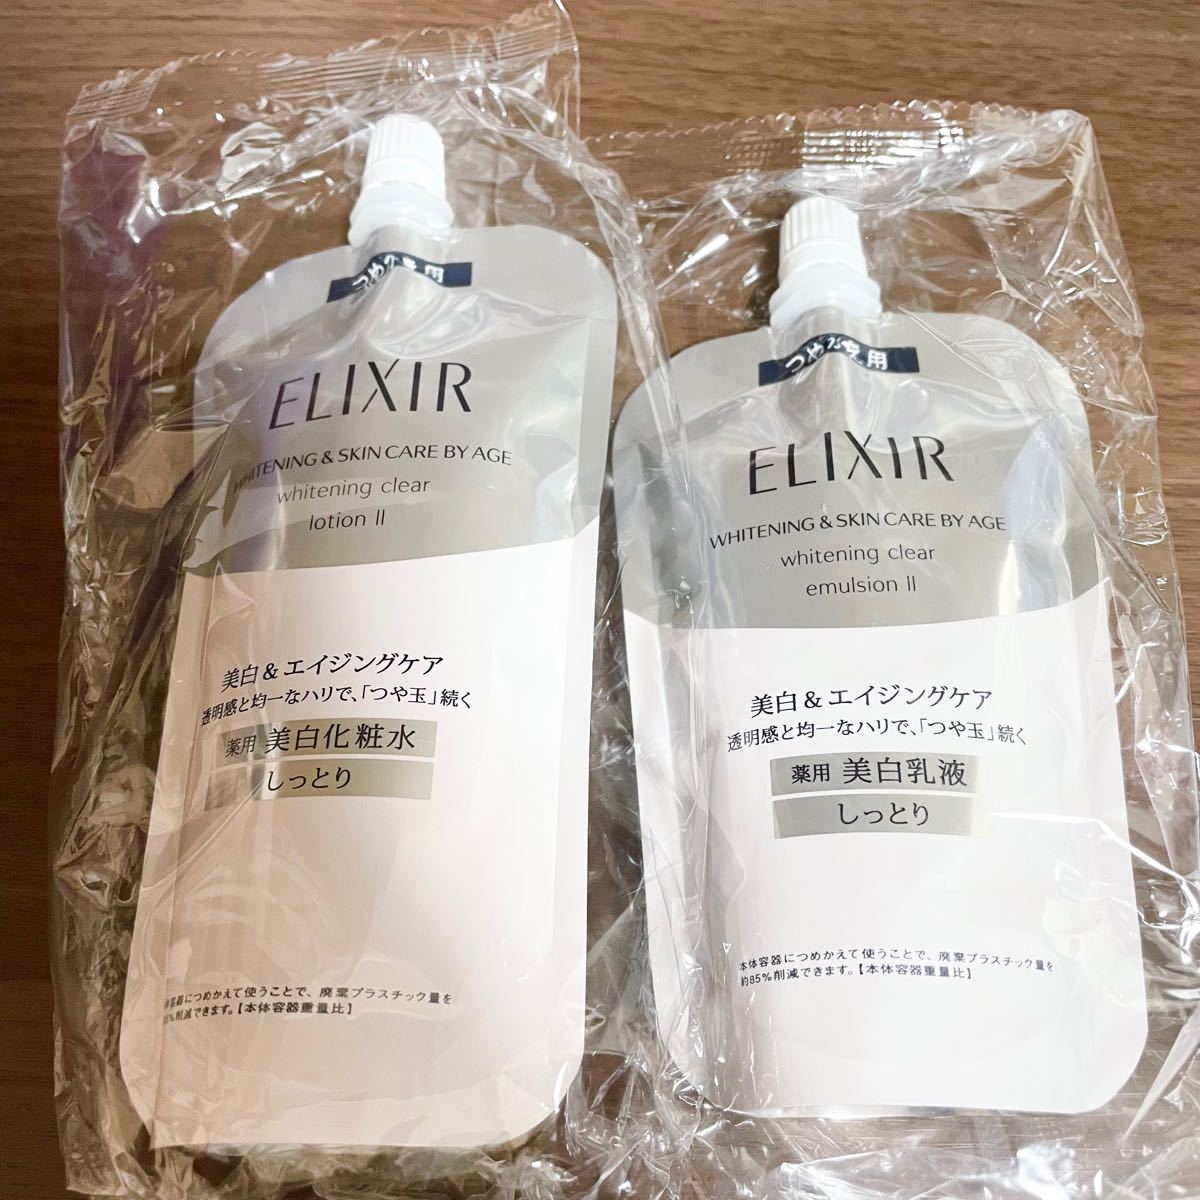 つめかえ用
ELIXIR
WHITENING & SKIN CARE BY AGE
whitening clear
lotion II
美白&エイジングケア
透明感と均一なハリで、「つや玉」続く
薬用 美白化粧水
しっとり
体容器につめかえて使うことで、廃棄プラスチック量を
5%削減できます。【本体容器重量比】
つめかえ専用
ELIXIR
WHITENING & SKIN CARE BY AGE
whitening clear
emulsion II
美白&エイジングケア
透明感と均一なハリで、「つや玉」続く
薬用 美白乳液
しっとり
本体容器につめかえて使うことで、廃棄プラスチック量を
約85%削減できます。【本体容器重量比】